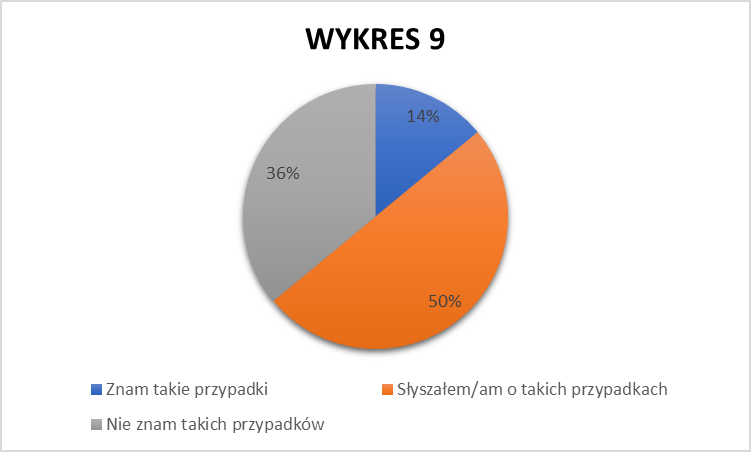 WYKRES 9
14%
36%
50%
Znam takie przypadki
Słyszałem/am o takich przypadkach
Nie znam takich przypadków